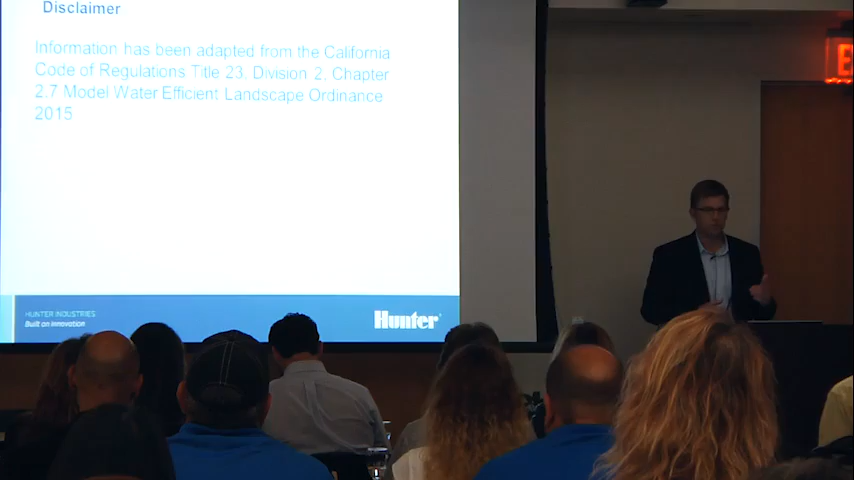 Disclaimer
Information has been adapted from the California
Code of Regulations Title 23, Division 2, Chapter
2.7 Model Water Efficient Landscape Ordinance
2015
HUNTER INDUSTRIES
Built on Innovation
Hunter
E